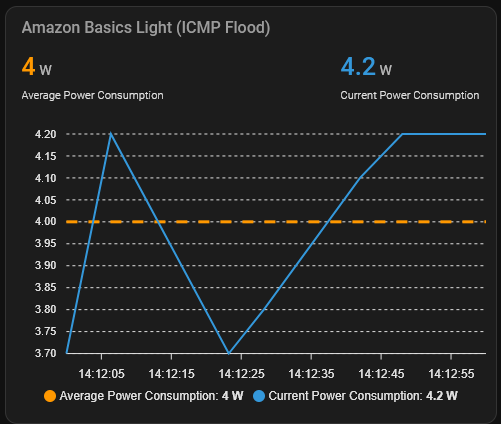 Amazon Basics Light (ICMP Flood)
4 W
Average Power Consumption
4.2 W
Current Power Consumption
4.20
4.15
4.10
4.05
4.00
3.95
3.90
3.85
3.80
3.75
3.70
14:12:05 14:12:15 14:12:25 14:12:35 14:12:45 14:12:55
Average Power Consumption: 4 W Current Power Consumption: 4.2 W